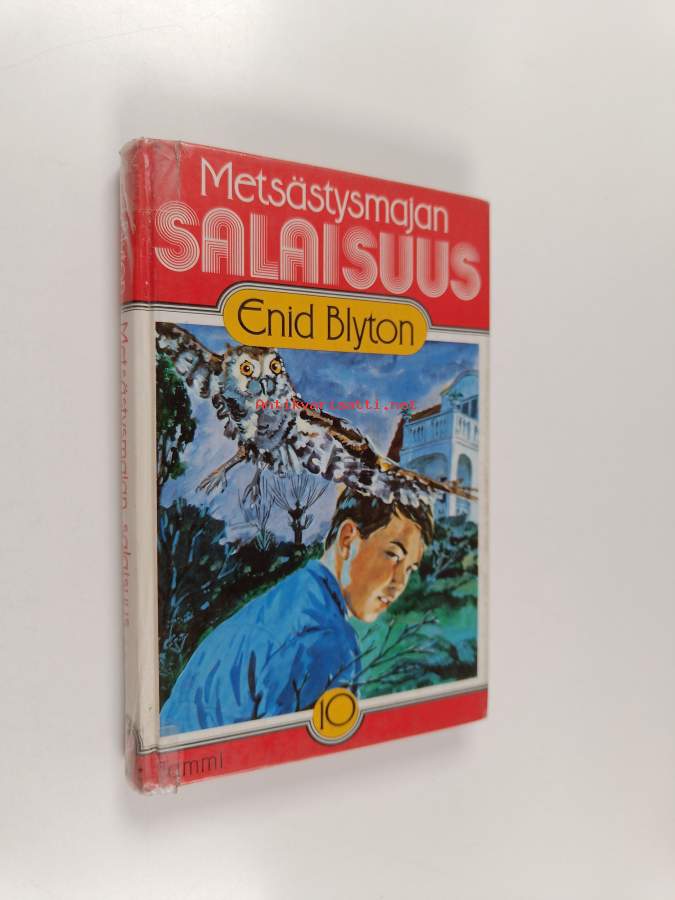 Metsästysmajan
SALAISUUS
Enid Blyton
Antikvariaatti.net
10
Tammi
Metsästysmajan salaisuus